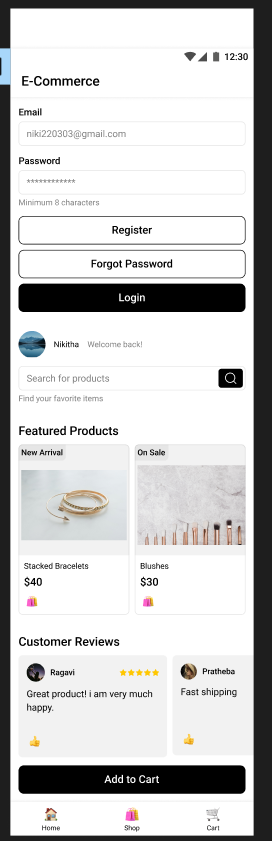 12:30
E-Commerce
Email
niki220303@gmail.com
Password
************
Minimum 8 characters
Register
Forgot Password
Login
Nikitha Welcome back!
Search for products
Find your favorite items
Featured Products
New Arrival
On Sale
Stacked Bracelets
$40
Blushes
$30
Customer Reviews
Ragavi
Great product! i am very much
happy.
Pratheba
Fast shipping
Add to Cart
Home Shop Cart